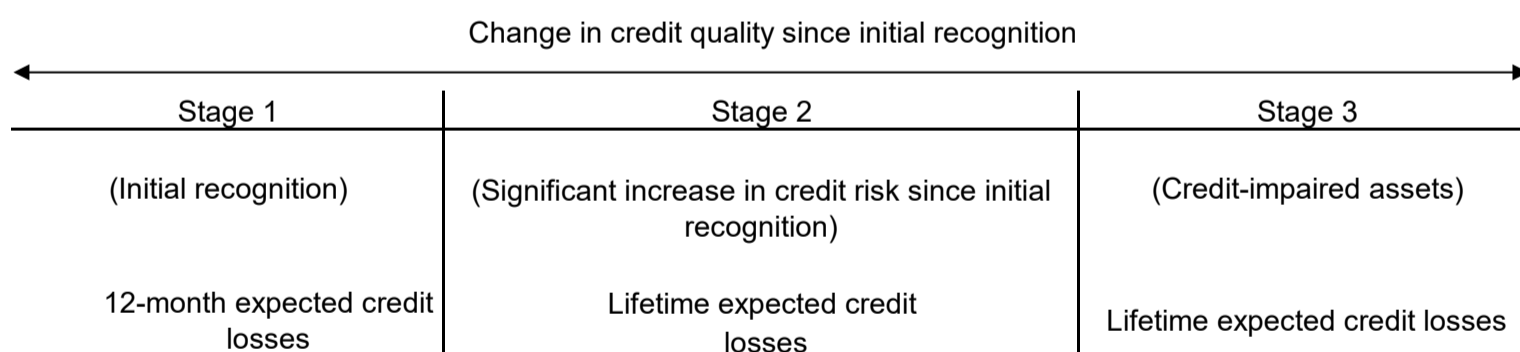 Change in credit quality since initial recognition
Stage 1
Stage 2
Stage 3
(Initial recognition)
(Significant increase in credit risk since initial
recognition)
(Credit-impaired assets)
12-month expected credit
losses
Lifetime expected credit
losses
Lifetime expected credit losses